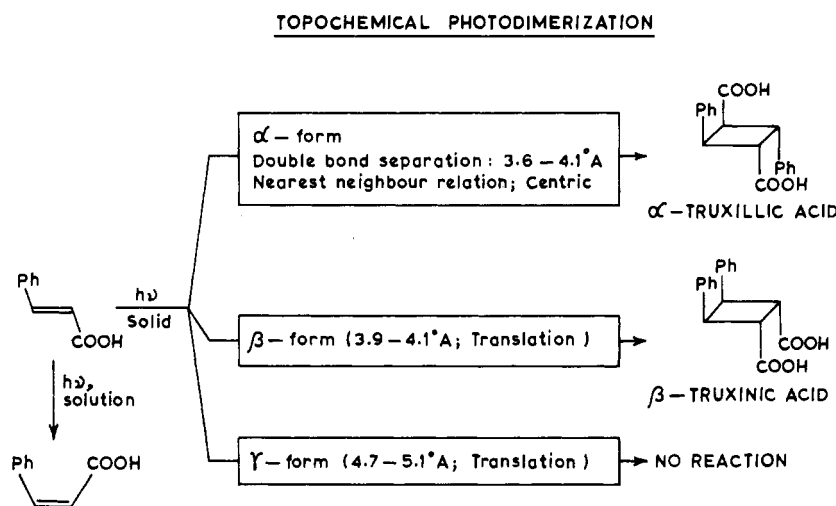 TOPOCHEMICAL PHOTODIMERIZATION
COOH
Ph
α – form
Double bond separation : 3.6 – 4.1°A
Nearest neighbour relation; Centric
Ph
COOH
α–TRUXILLIC ACID
Ph
COOH
hν
Solid
Ph
Ph
β– form (3.9 – 4.1°A; Translation)
COOH
COOH
β–TRUXINIC ACID
hν,
solution
Ph
COOH
γ– form (4.7– 5.1°A; Translation)
NO REACTION